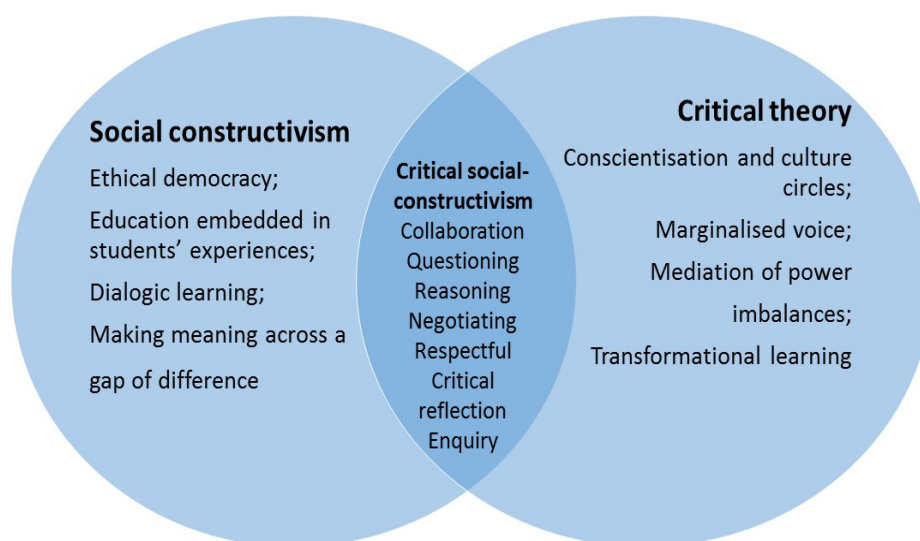 Social constructivism
Ethical democracy;
Education embedded in
students’ experiences;
Dialogic learning;
Making meaning across a
gap of difference
Critical social-
constructivism
Collaboration
Questioning
Reasoning
Negotiating
Respectful
Critical
reflection
Enquiry
Critical theory
Conscientisation and culture
circles;
Marginalised voice;
Mediation of power
imbalances;
Transformational learning